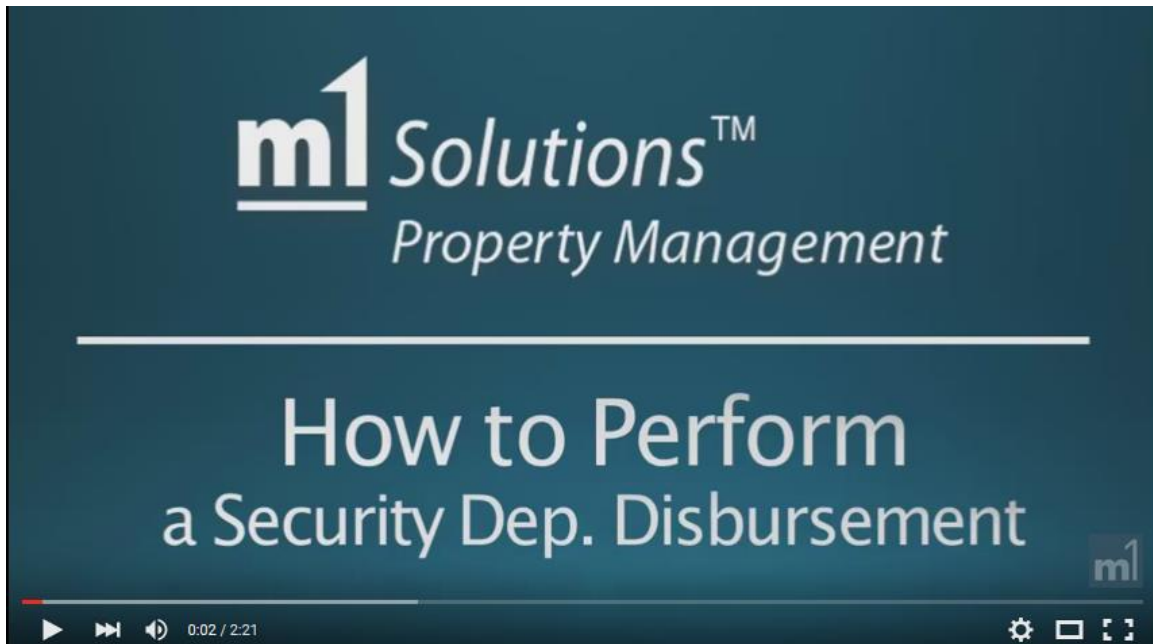 m1 Solutions™
Property Management
How to Perform
a Security Dep. Disbursement
m1
0:02 / 2:21